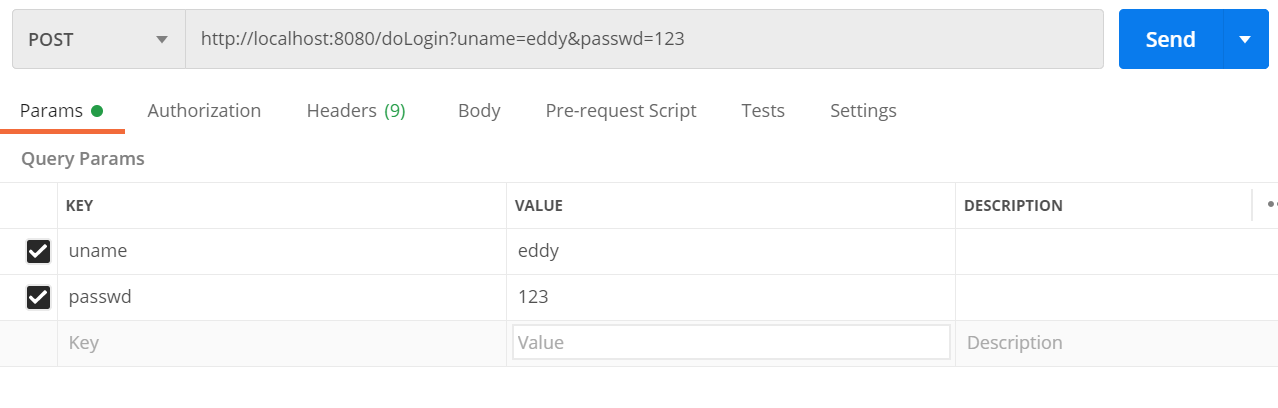 POST http://localhost:8080/doLogin?uname=eddy&passwd=123 Send
Params Authorization Headers (9) Body Pre-request Script Tests Settings
Query Params
KEY VALUE DESCRIPTION
uname eddy
passwd 123
Key Value Description